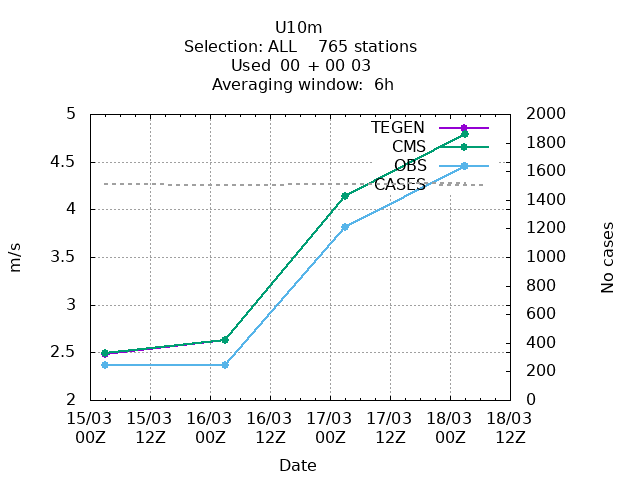 U10m
Selection: ALL 765 stations
Used 00 + 00 03
Averaging window: 6h
TEGEN
CMS
OBS
CASES
5
4.5
4
3.5
3
2.5
2
m/s
2000
1800
1600
1400
1200
1000
800
600
400
200
0
No cases
15/03 15/03 16/03 16/03 17/03 17/03 18/03 18/03
00Z 12Z 00Z 12Z 00Z 12Z 00Z 12Z
Date